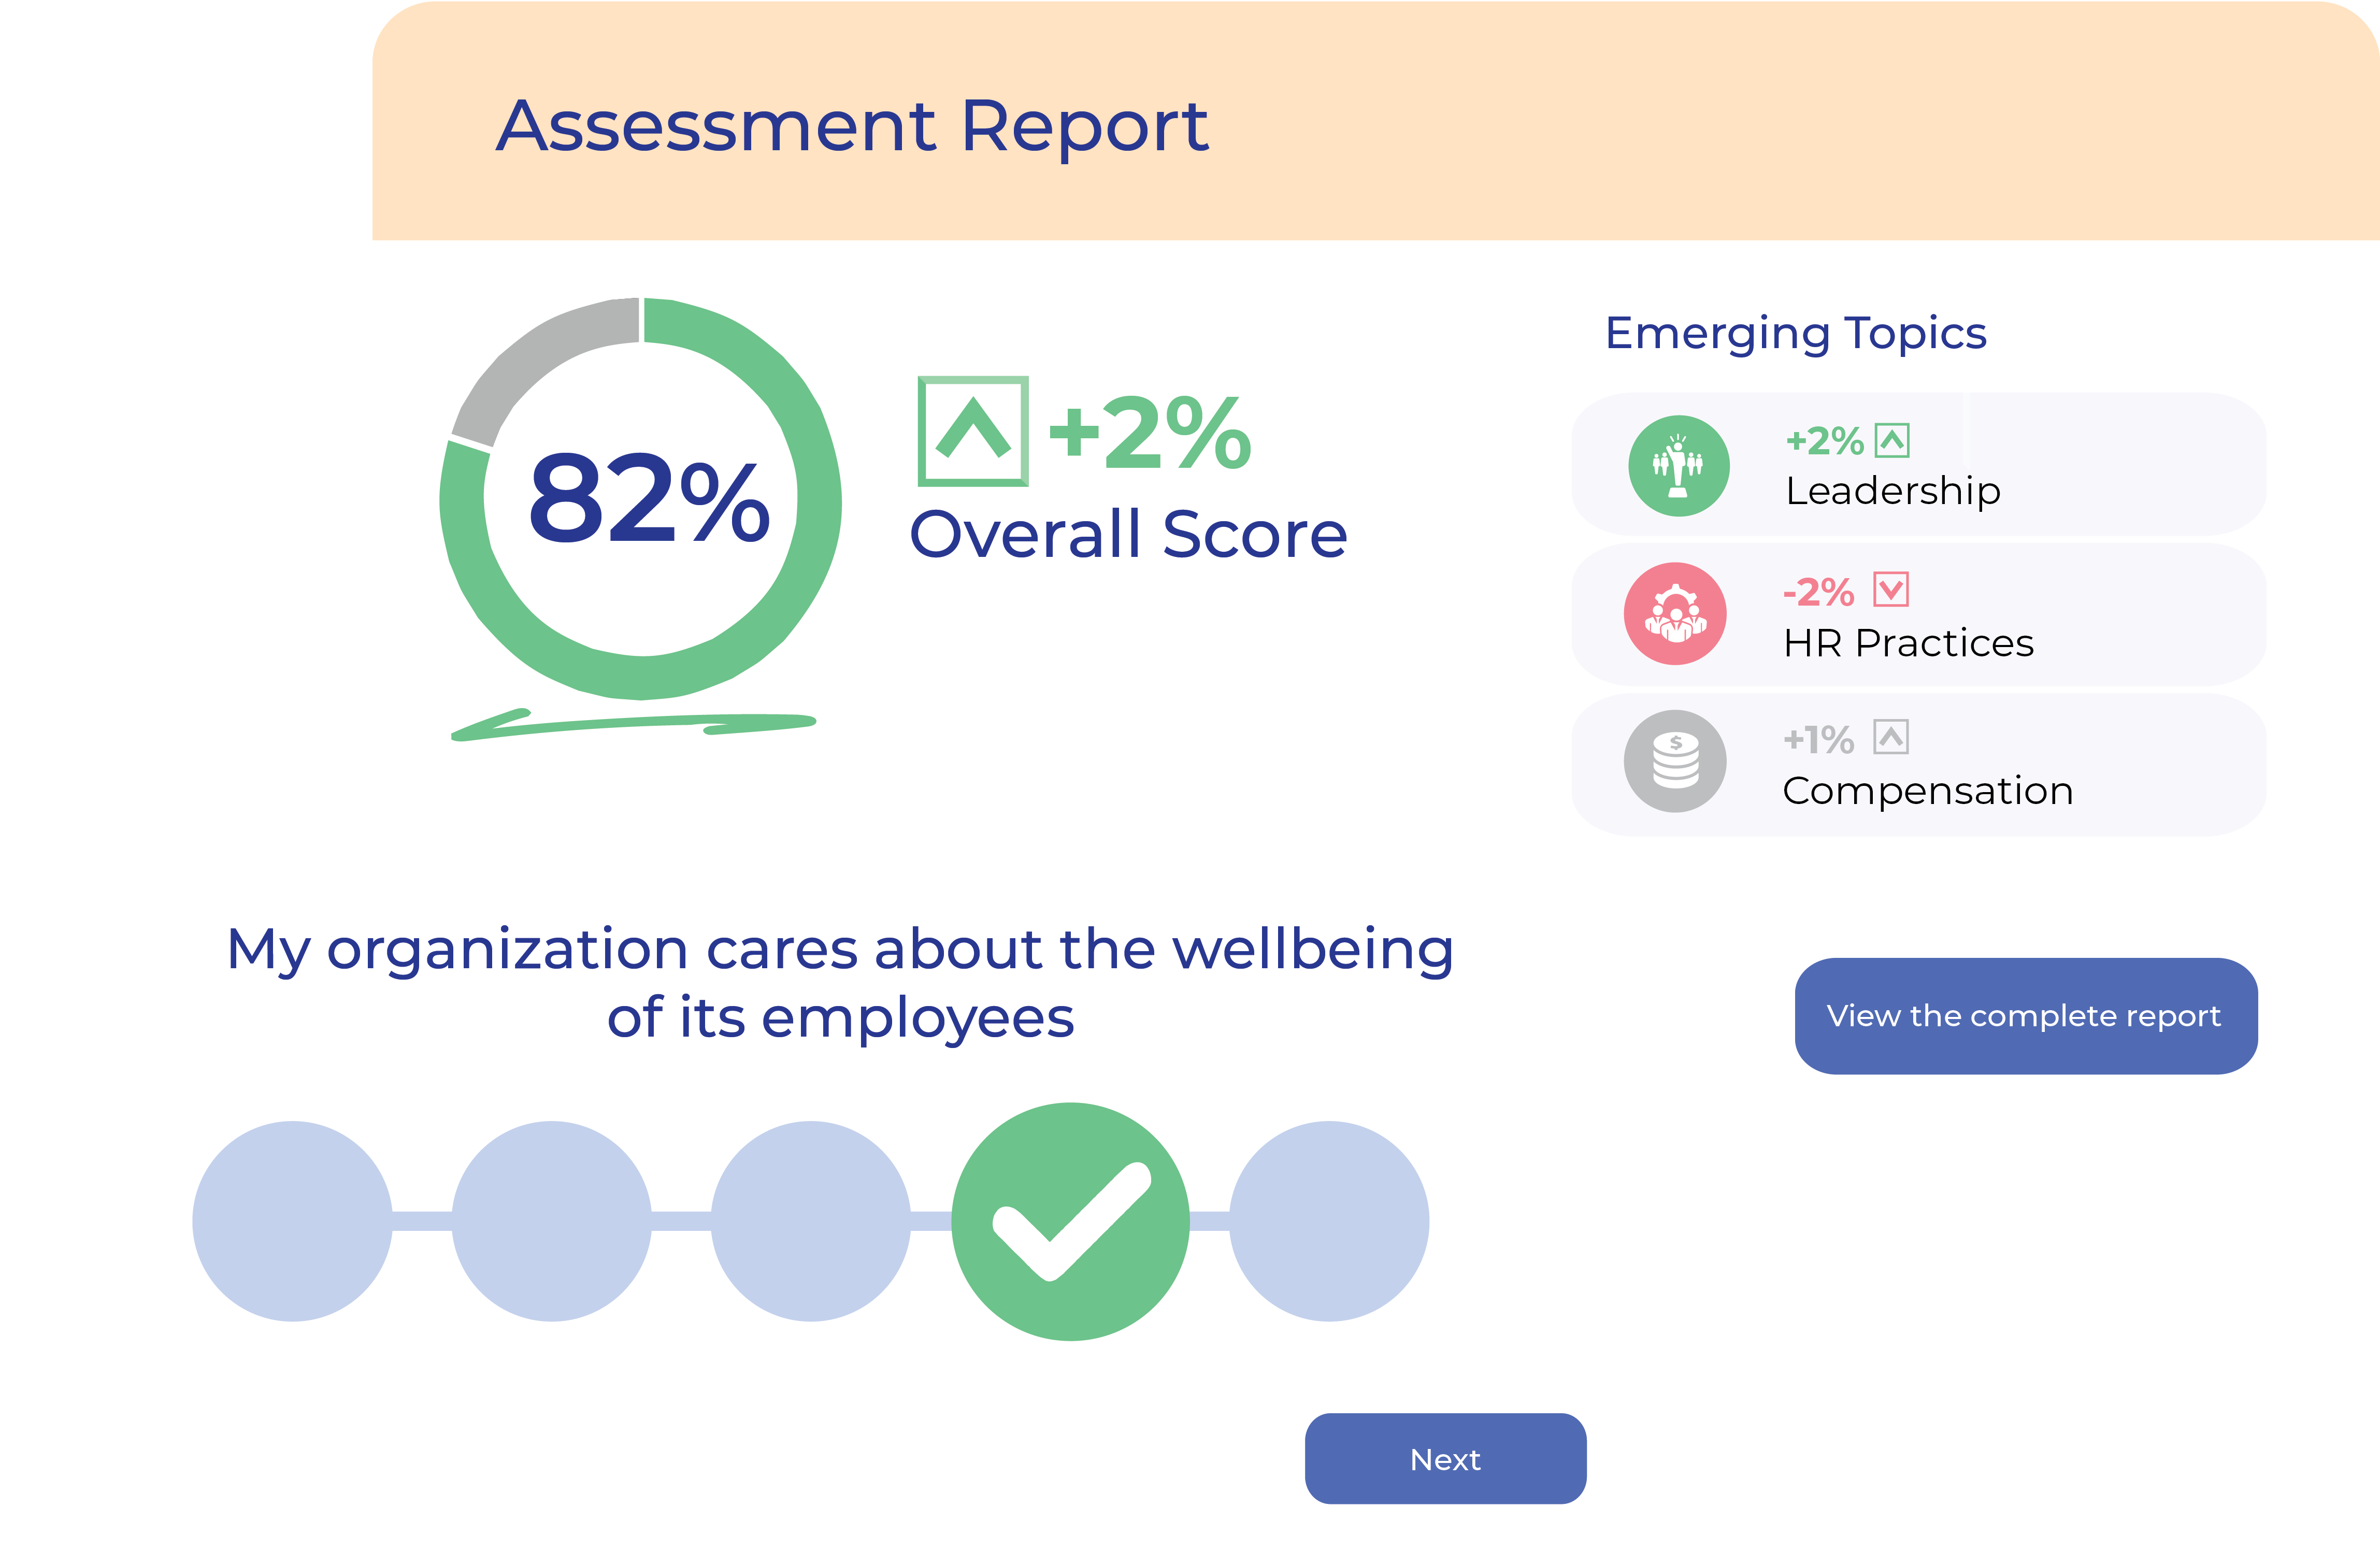 Assessment Report
82%
+2%
Overall Score
Emerging Topics
+2%
Leadership
-2%
HR Practices
$
+1%
Compensation
My organization cares about the wellbeing
of its employees
View the complete report
Next